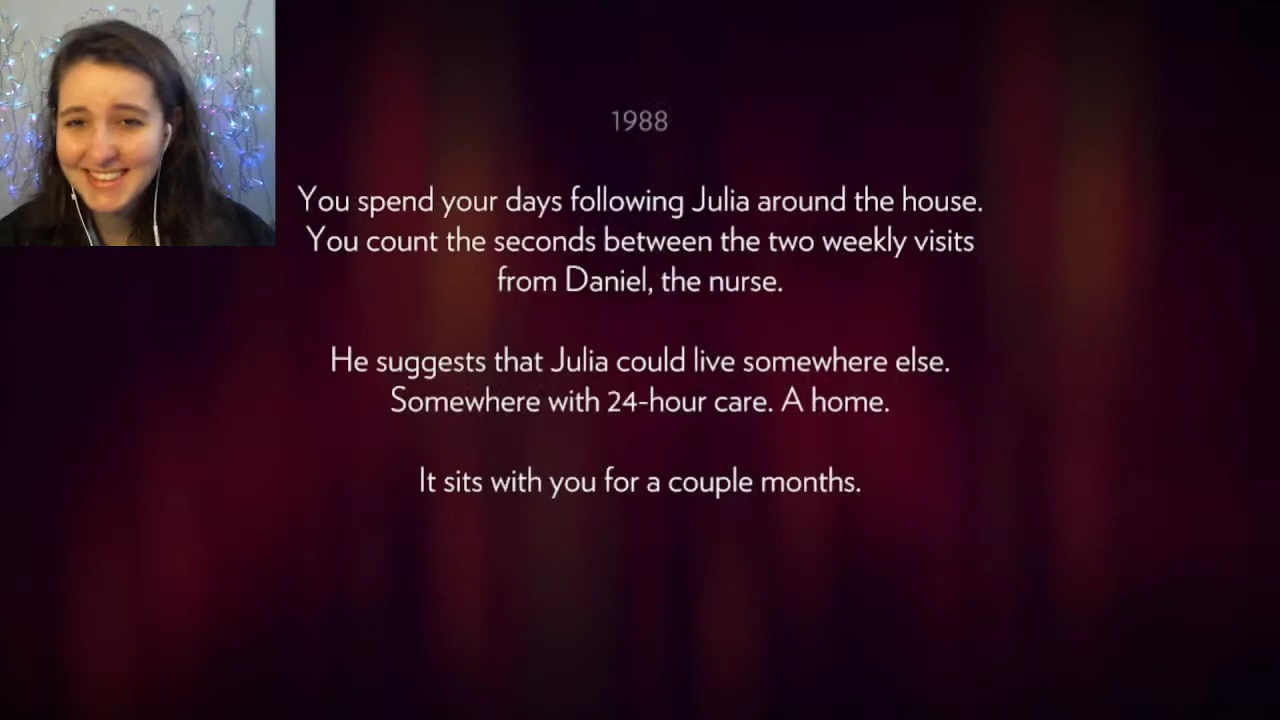 1988
You spend your days following Julia around the house.
You count the seconds between the two weekly visits
from Daniel, the nurse.
He suggests that Julia could live somewhere else.
Somewhere with 24-hour care. A home.
It sits with you for a couple months.